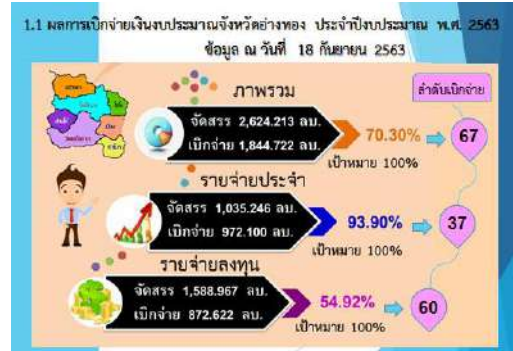 1.1 ผลการเบิกจ่ายเงินงบประมาณจังหวัดอ่างทอง ประจำปีงบประมาณ พ.ศ. 2563
ข้อมูล ณ วันที่ 18 กันยายน 2563
ภาพรวม
ลำดับเบิกจ่าย
จัดสรร 2,624.213 ลบ.
เบิกจ่าย 1,844.722 ลบ.
70.30%
67
เป้าหมาย 100%
รายจ่ายประจำ
จัดสรร 1,035.246 ลบ.
เบิกจ่าย 972.100 ลบ.
93.90%
37
เป้าหมาย 100%
รายจ่ายลงทุน
จัดสรร 1,588.967 ลบ.
เบิกจ่าย 872.622 ลบ.
54.92%
60
เป้าหมาย 100%